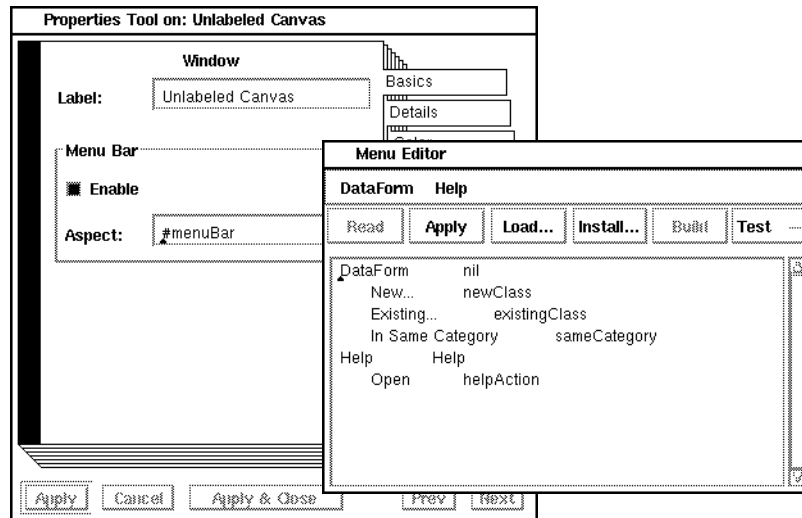 Properties Tool on: Unlabeled Canvas
Window
Basics
Label: Unlabeled Canvas
Details
Color
Menu Bar
Enable
Aspect: #menuBar
Menu Editor
DataForm Help
Read Apply Load... Install... Build Test
DataForm nil
New... newClass
Existing... existingClass
In Same Category sameCategory
Help Help
Open helpAction
Apply Cancel Apply & Close Prev Next